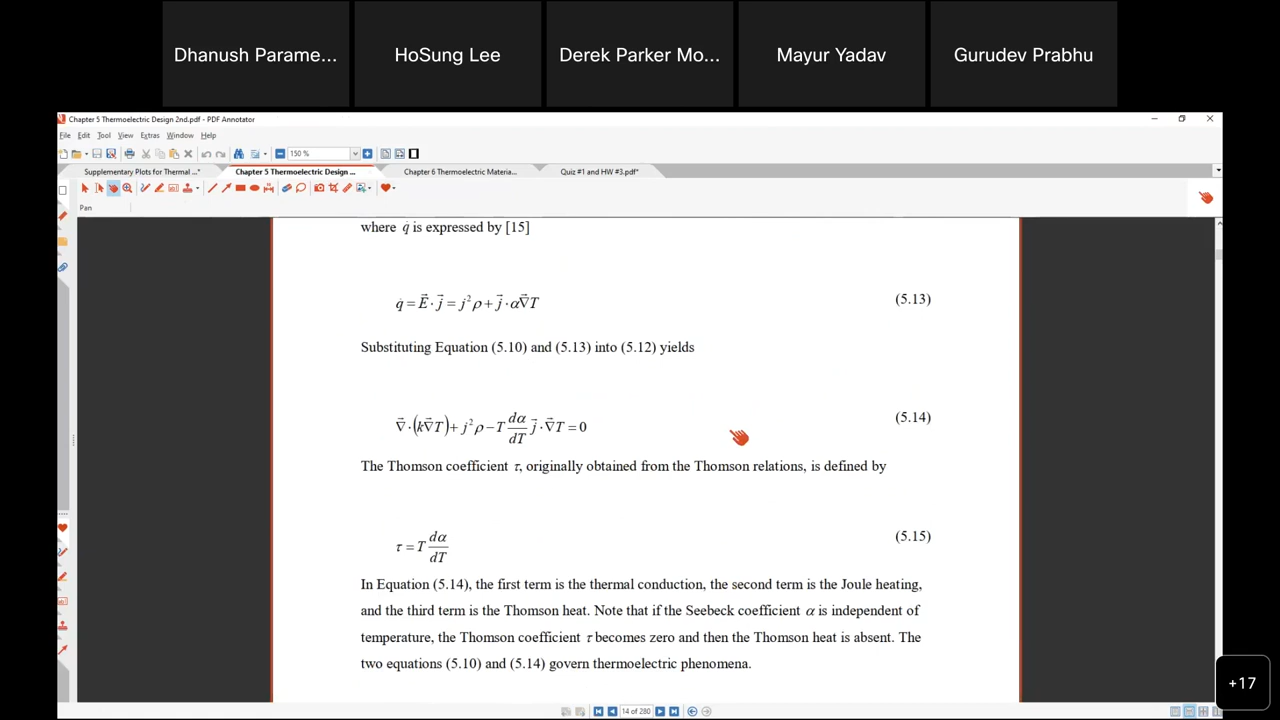 Dhanush Parame...
HoSung Lee
Derek Parker Mo...
Mayur Yadav
Gurudev Prabhu
Chapter 5 Thermoelectric Design 2nd.pdf - PDF Annotator
File Edit Tool View Extras Window Help
150 %
Supplementary Plots for Thermal ...*
Chapter 5 Thermoelectric Design ...
Chapter 6 Thermoelectric Materia...
Quiz #1 and HW #3.pdf*
Pan
where q̇ is expressed by [15]
q̇ = E⃗ · j⃗ = j²ρ + j⃗ · α∇⃗T (5.13)
Substituting Equation (5.10) and (5.13) into (5.12) yields
∇⃗ · (k∇⃗T) + j²ρ − T dα/dT j⃗ · ∇⃗T = 0 (5.14)
The Thomson coefficient τ, originally obtained from the Thomson relations, is defined by
τ = T dα/dT (5.15)
In Equation (5.14), the first term is the thermal conduction, the second term is the Joule heating,
and the third term is the Thomson heat. Note that if the Seebeck coefficient α is independent of
temperature, the Thomson coefficient τ becomes zero and then the Thomson heat is absent. The
two equations (5.10) and (5.14) govern thermoelectric phenomena.
14 of 280
+17